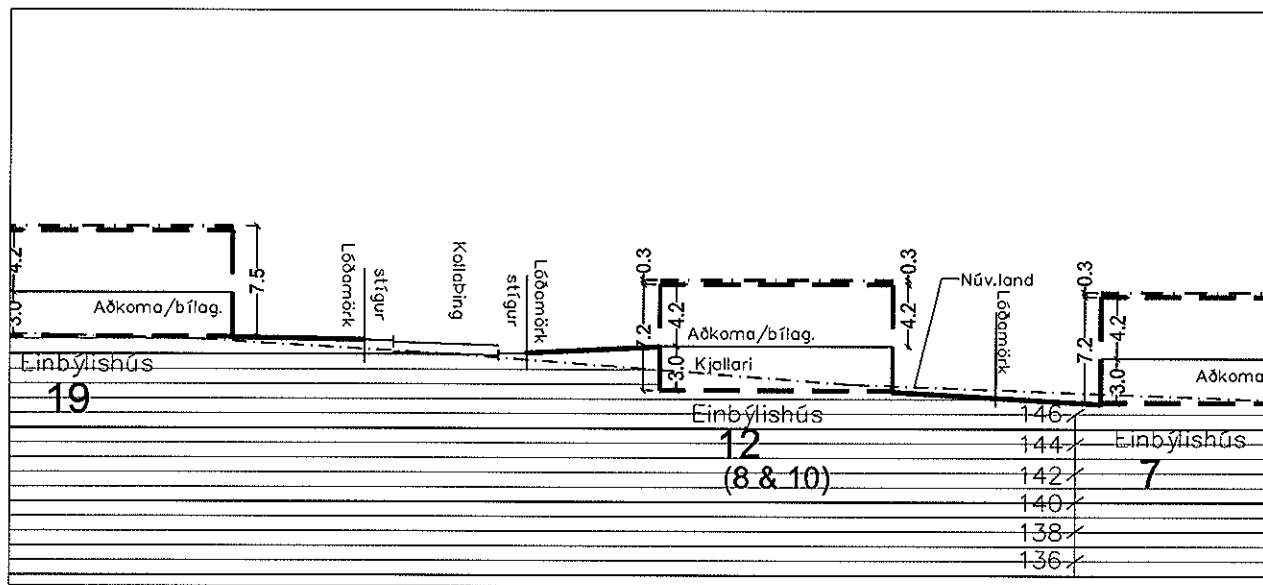 4.2
3.0
Aðkoma/bílag.
7.5
Einbýlishús
19
Lóðamörk
stígur
Kollaþing
stígur
Lóðamörk
0.3
7.2
4.2
3.0
Aðkoma/bílag.
Kjallari
0.3
4.2
Einbýlishús
12
(8 & 10)
Núv.land
Lóðamörk
0.3
7.2
4.2
3.0
Aðkoma
Einbýlishús
7
146
144
142
140
138
136